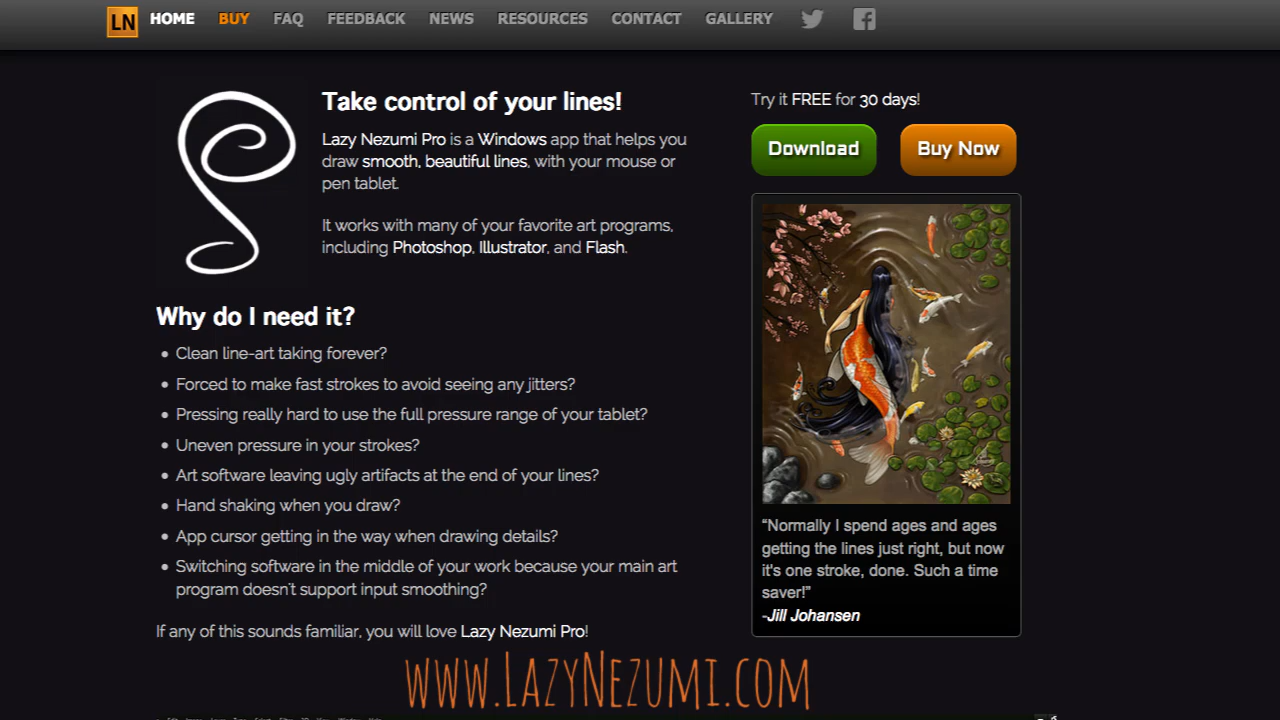 LN HOME BUY FAQ FEEDBACK NEWS RESOURCES CONTACT GALLERY
Take control of your lines!
Lazy Nezumi Pro is a Windows app that helps you
draw smooth, beautiful lines, with your mouse or
pen tablet.
It works with many of your favorite art programs,
including Photoshop, Illustrator, and Flash.
Why do I need it?
• Clean line-art taking forever?
• Forced to make fast strokes to avoid seeing any jitters?
• Pressing really hard to use the full pressure range of your tablet?
• Uneven pressure in your strokes?
• Art software leaving ugly artifacts at the end of your lines?
• Hand shaking when you draw?
• App cursor getting in the way when drawing details?
• Switching software in the middle of your work because your main art
program doesn't support input smoothing?
If any of this sounds familiar, you will love Lazy Nezumi Pro!
Try it FREE for 30 days!
Download Buy Now
“Normally I spend ages and ages
getting the lines just right, but now
it's one stroke, done. Such a time
saver!”
-Jill Johansen
www.LazyNezumi.com